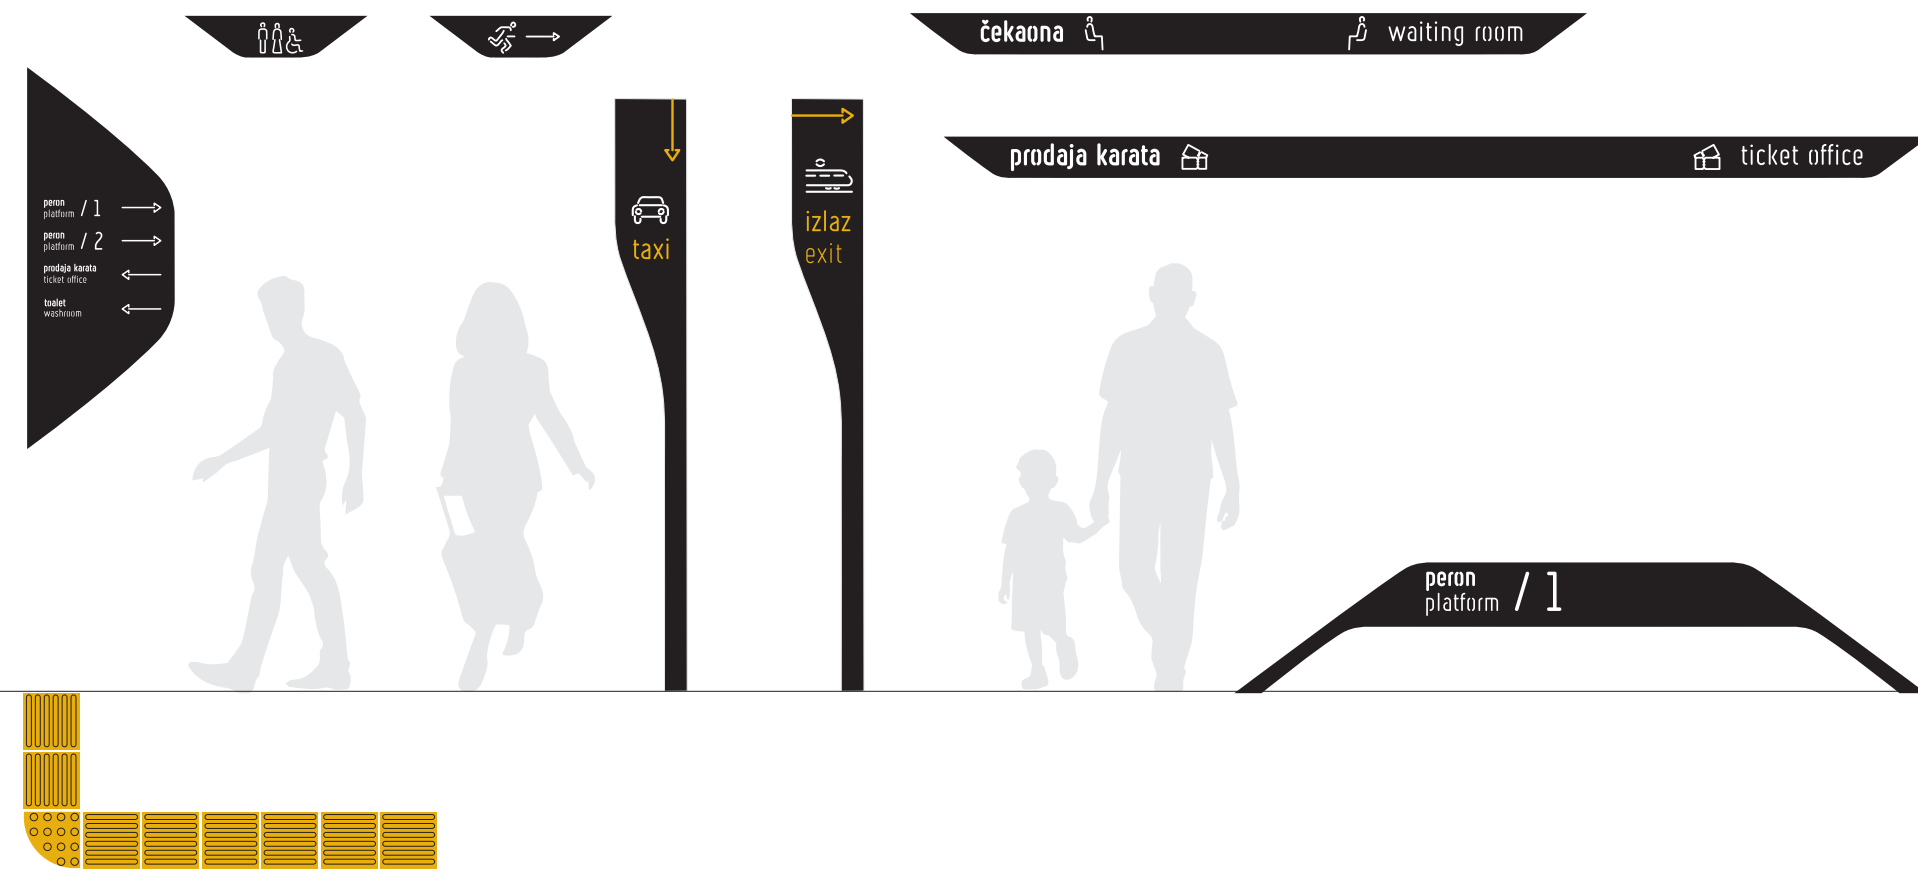 čekaona
waiting room
prodaja karata
ticket office
peron
platform / 1
peron
platform / 2
prodaja karata
ticket office
toalet
washroom
taxi
izlaz
exit
peron
platform / 1